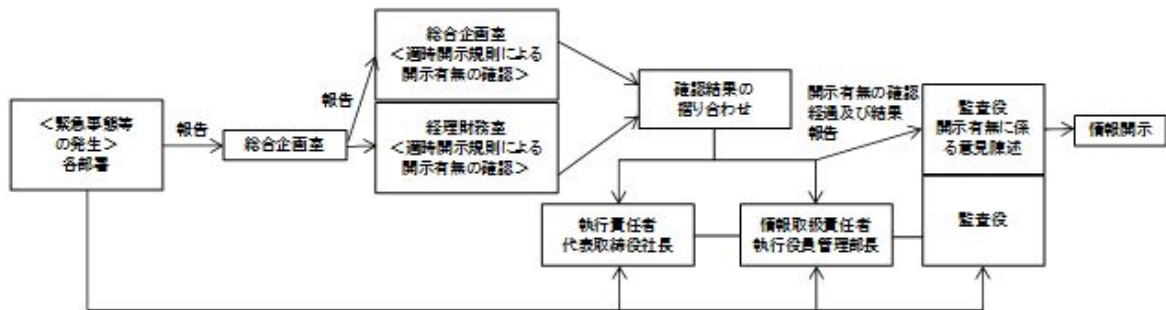 ＜緊急事態等
の発生＞
各部署
報告
総合企画室
報告
総合企画室
＜適時開示規則による
開示有無の確認＞
経理財務室
＜適時開示規則による
開示有無の確認＞
確認結果の
摺り合わせ
開示有無の確認
経過及び結果
報告
監査役
開示有無に係
る意見陳述
情報開示
執行責任者
代表取締役社長
情報取扱責任者
執行役員管理部長
監査役